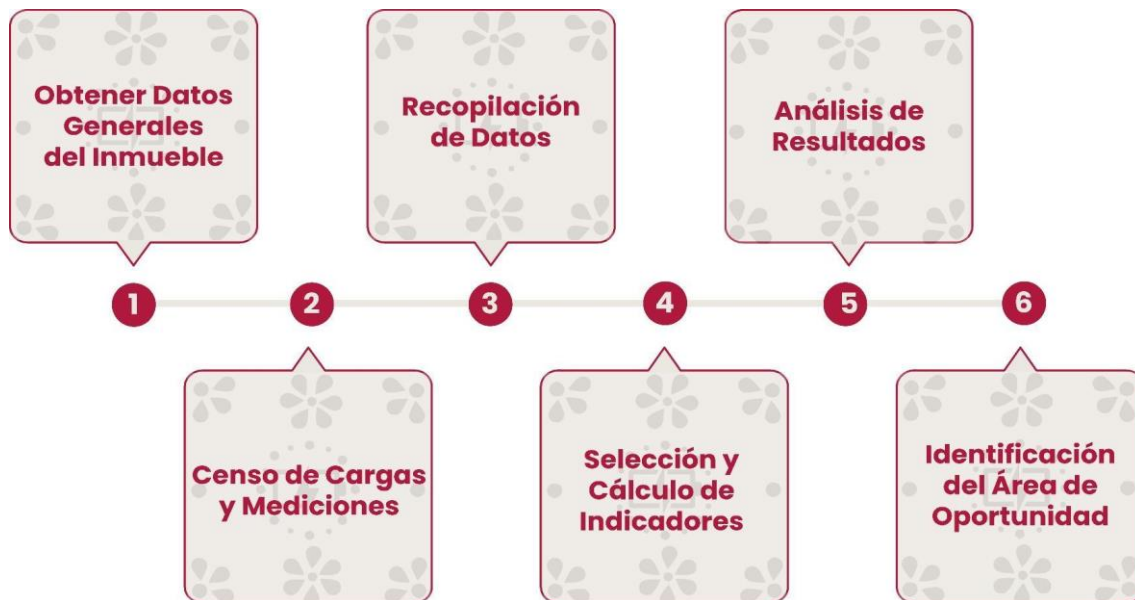 Obtener Datos
Generales
del Inmueble
Recopilación
de Datos
Análisis de
Resultados
1
2
3
4
5
6
Censo de Cargas
y Mediciones
Selección y
Cálculo de
Indicadores
Identificación
del Área de
Oportunidad